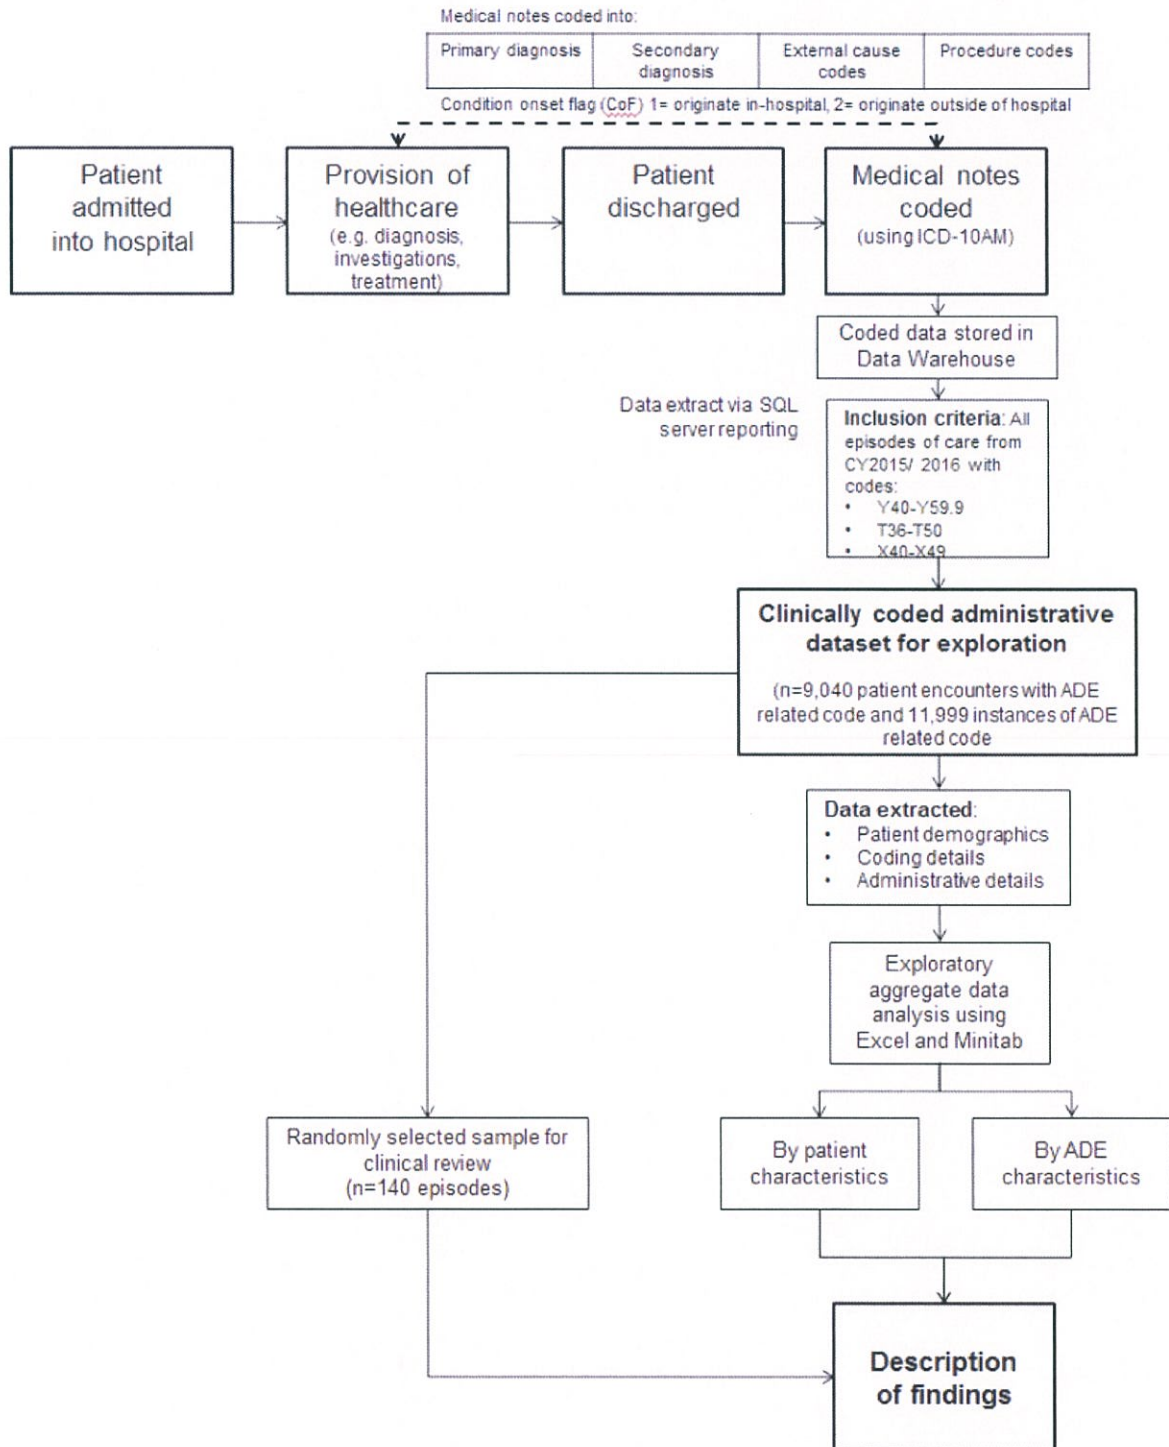 Medical notes coded into:
Primary diagnosis
Secondary
diagnosis
External cause
codes
Procedure codes
Condition onset flag (CoF) 1= originate in-hospital, 2= originate outside of hospital
Patient
admitted
into hospital
Provision of
healthcare
(e.g. diagnosis,
investigations,
treatment)
Patient
discharged
Medical notes
coded
(using ICD-10AM)
Coded data stored in
Data Warehouse
Data extract via SQL
server reporting
Inclusion criteria: All
episodes of care from
CY2015/ 2016 with
codes:
• Y40-Y59.9
• T36-T50
• X40-X49
Clinically coded administrative
dataset for exploration
(n=9,040 patient encounters with ADE
related code and 11,999 instances of ADE
related code
Data extracted:
• Patient demographics
• Coding details
• Administrative details
Exploratory
aggregate data
analysis using
Excel and Minitab
Randomly selected sample for
clinical review
(n=140 episodes)
By patient
characteristics
By ADE
characteristics
Description
of findings